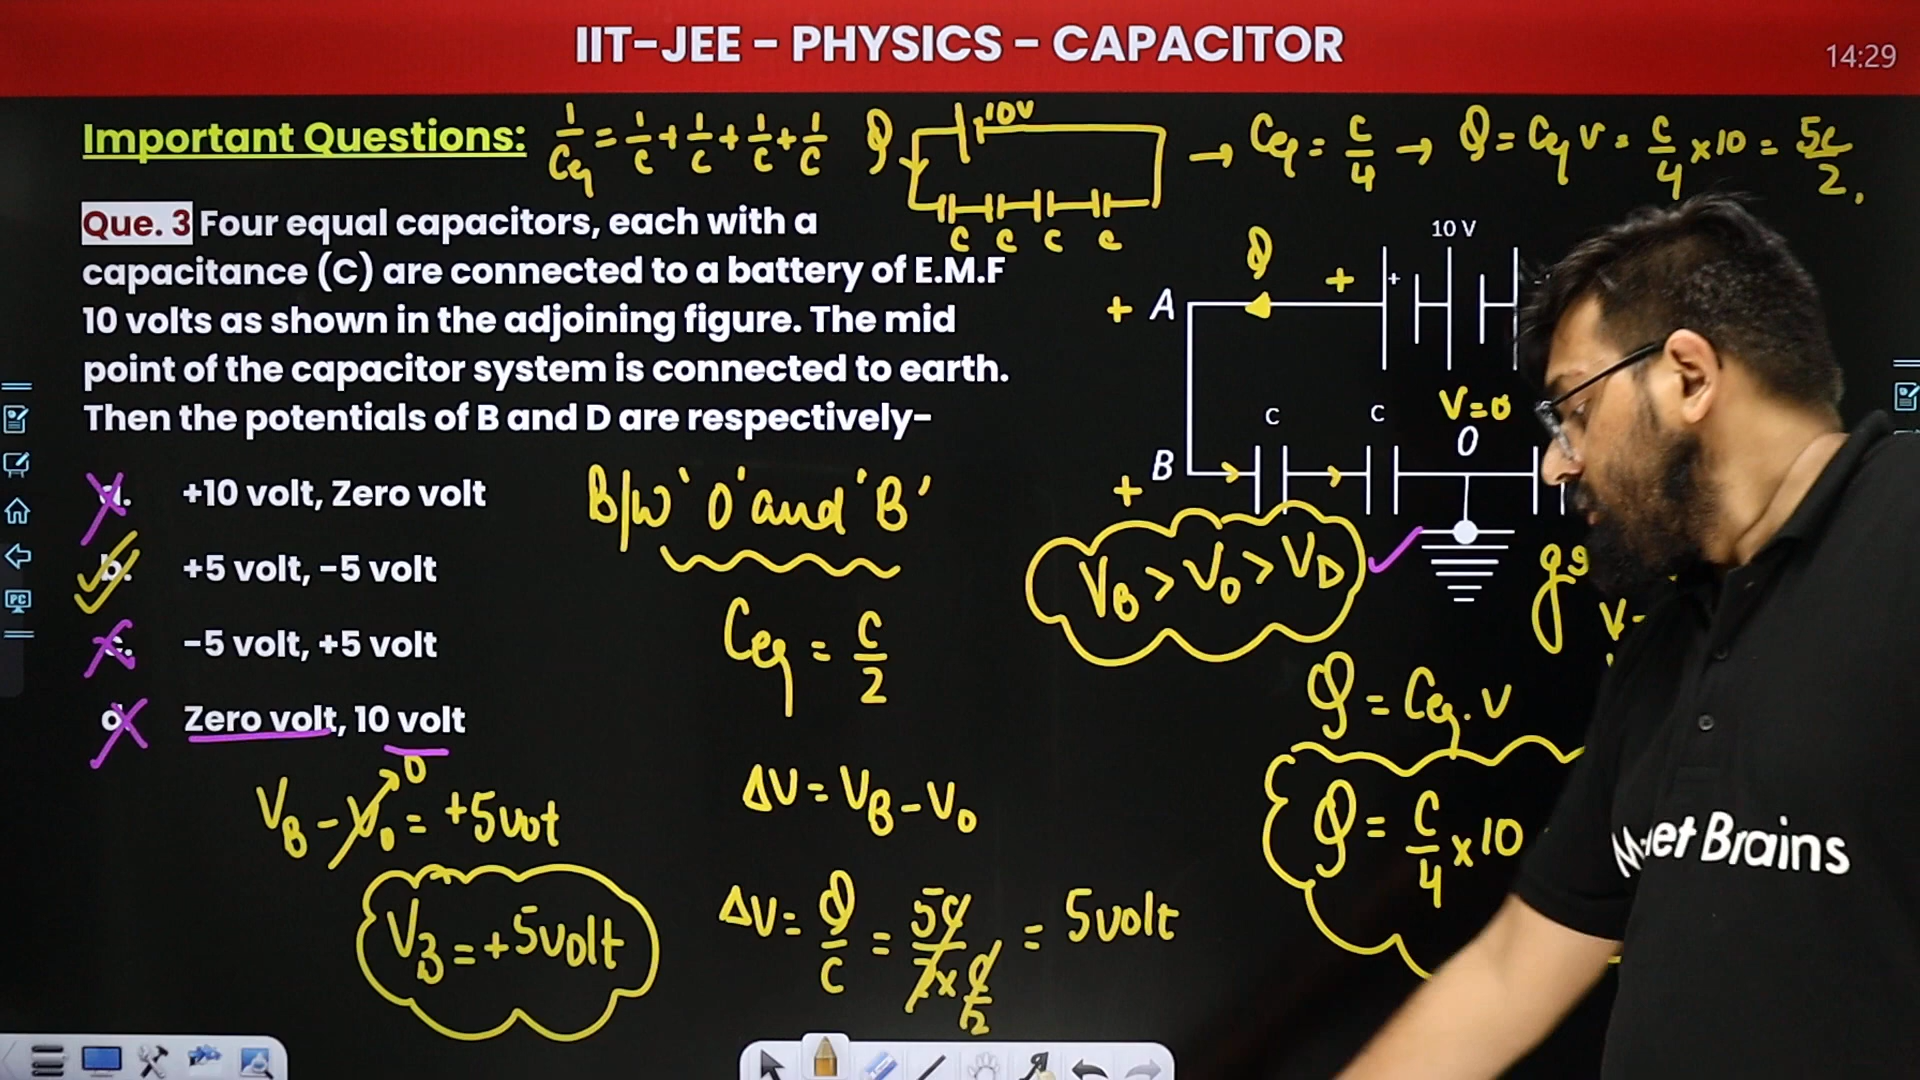 IIT-JEE - PHYSICS - CAPACITOR
14:29
Important Questions:
1/Ceq = 1/C + 1/C + 1/C + 1/C
Q
10V
C C C C
→ Ceq = C/4 → Q = Ceq V = C/4 × 10 = 5C/2,
Que. 3 Four equal capacitors, each with a
capacitance (C) are connected to a battery of E.M.F
10 volts as shown in the adjoining figure. The mid
point of the capacitor system is connected to earth.
Then the potentials of B and D are respectively-
a. +10 volt, Zero volt
b. +5 volt, -5 volt
c. -5 volt, +5 volt
d. Zero volt, 10 volt
10 V
Q
+ A + +
C C V=0
0
+ B
B/W 'O' and 'B'
VB > VO > VD
Ceq = C/2
Q = Ceq. V
ΔV = VB - VO
Q = C/4 × 10
VB - VO = +5volt
0
VB = +5volt
ΔV = Q/C = 5C/2×C/2 = 5volt
Brains
PC